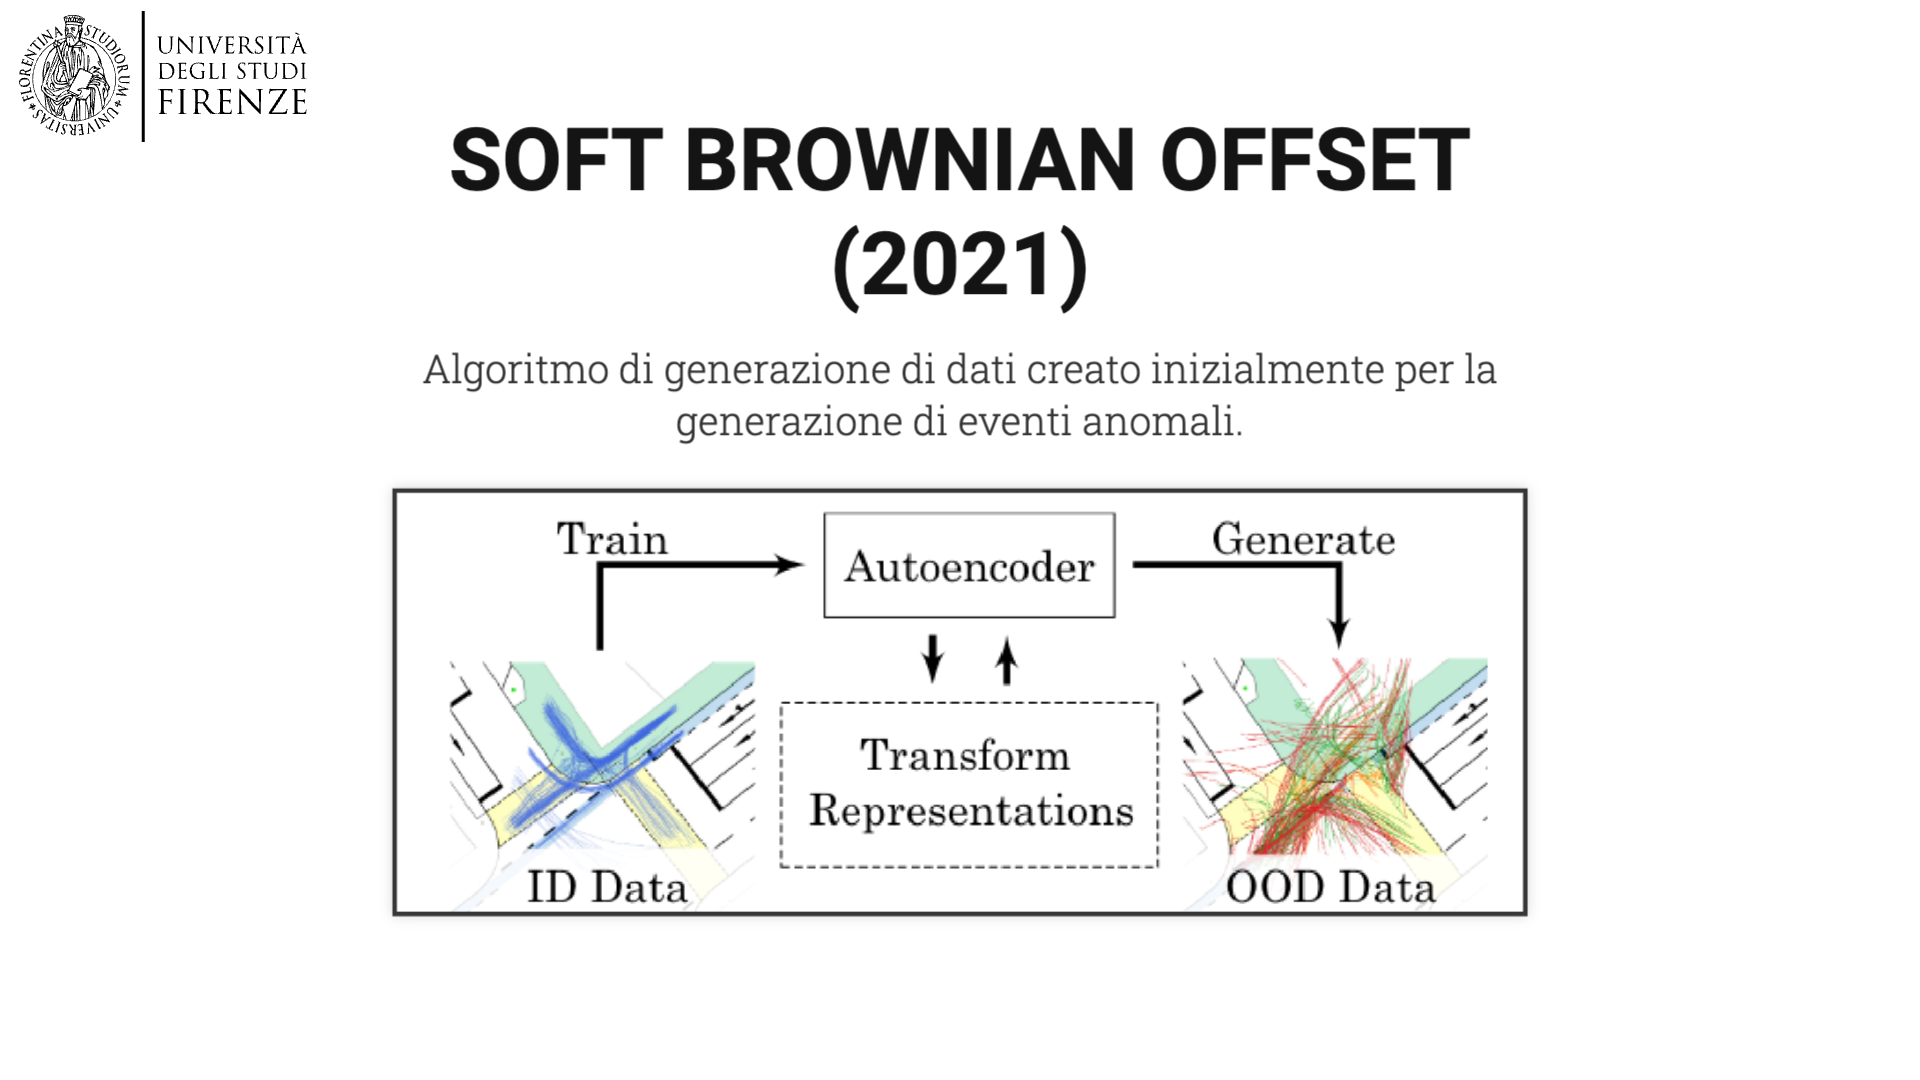 FLORENTINA STUDIORUM UNIVERSITAS
UNIVERSITÀ
DEGLI STUDI
FIRENZE
SOFT BROWNIAN OFFSET
(2021)
Algoritmo di generazione di dati creato inizialmente per la
generazione di eventi anomali.
Train
Autoencoder
Generate
Transform
Representations
ID Data
OOD Data